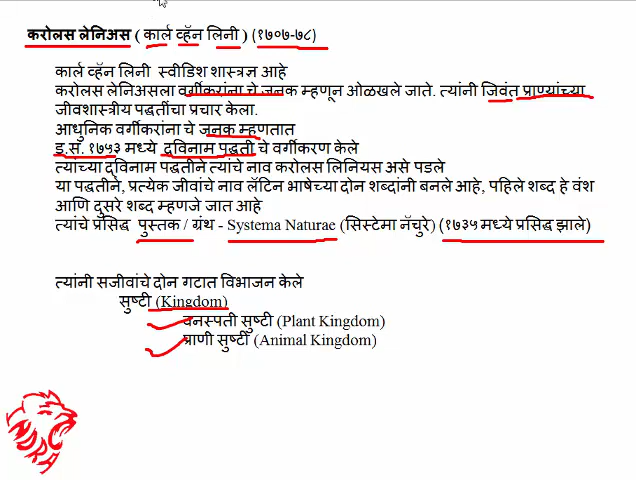 करोलस लेनिअस ( कार्ल व्हॅन लिनी ) (१७०७-७८)
कार्ल व्हॅन लिनी स्वीडिश शास्त्रज्ञ आहे
करोलस लेनिअसला वर्गीकरांना चे जनक म्हणून ओळखले जाते. त्यांनी जिवंत प्राण्यांच्या
जीवशास्त्रीय पद्धतींचा प्रचार केला.
आधुनिक वर्गीकरांना चे जनक म्हणतात
इ.स. १७५३ मध्ये द्विनाम पद्धती चे वर्गीकरण केले
त्यांच्या द्विनाम पद्धतीने त्यांचे नाव करोलस लिनियस असे पडले
या पद्धतीने, प्रत्येक जीवांचे नाव लॅटिन भाषेच्या दोन शब्दांनी बनले आहे, पहिले शब्द हे वंश
आणि दुसरे शब्द म्हणजे जात आहे
त्यांचे प्रसिद्ध पुस्तक / ग्रंथ - Systema Naturae (सिस्टेमा नॅचुरे) (१७३५ मध्ये प्रसिद्ध झाले)
त्यांनी सजीवांचे दोन गटात विभाजन केले
सुष्टी (Kingdom)
वनस्पती सुष्टी (Plant Kingdom)
प्राणी सुष्टी (Animal Kingdom)